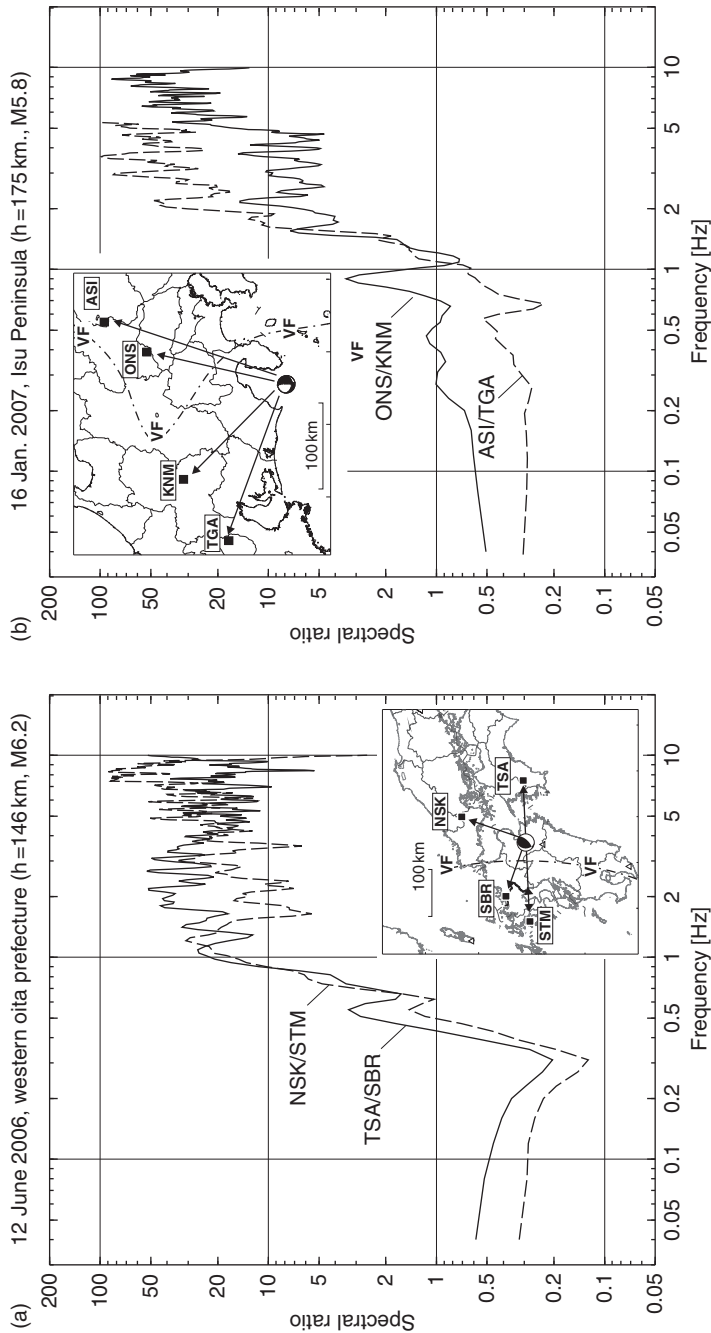 (a) 12 June 2006, western oita prefecture (h=146 km, M6.2)
200
100
50
20
10
5
2
1
0.5
0.2
0.1
0.05
Spectral ratio
NSK/STM
TSA/SBR
100 km
VF
NSK
SBR
TSA
STM
VF
0.05
0.1
0.2
0.5
1
2
5
10
Frequency [Hz]
(b) 16 Jan. 2007, Isu Peninsula (h=175 km., M5.8)
200
100
50
20
10
5
2
1
0.5
0.2
0.1
0.05
Spectral ratio
VF
ASI
ONS
VF
KNM
TGA
VF
100 km
VF
ONS/KNM
ASI/TGA
0.05
0.1
0.2
0.5
1
2
5
10
Frequency [Hz]